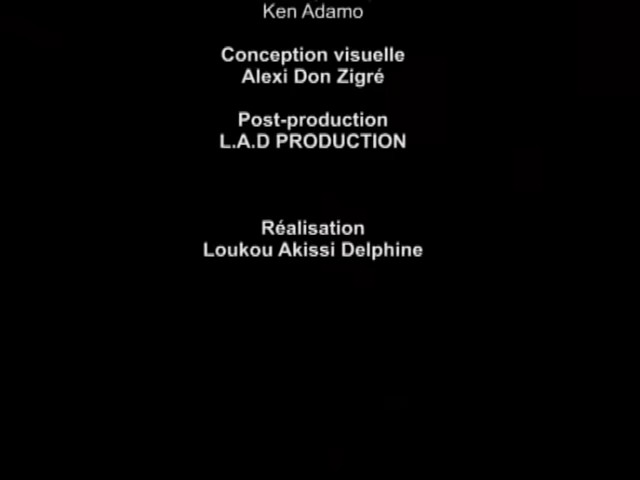 Ken Adamo
Conception visuelle
Alexi Don Zigré
Post-production
L.A.D PRODUCTION
Réalisation
Loukou Akissi Delphine